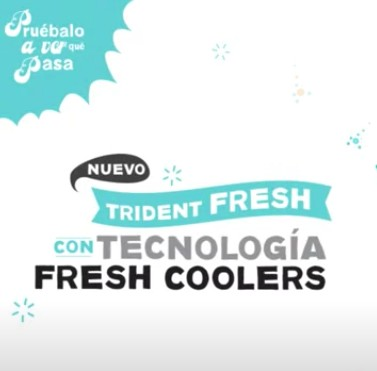 Pruébalo
a ver qué
Pasa
NUEVO
TRIDENT FRESH
CON TECNOLOGÍA
FRESH COOLERS